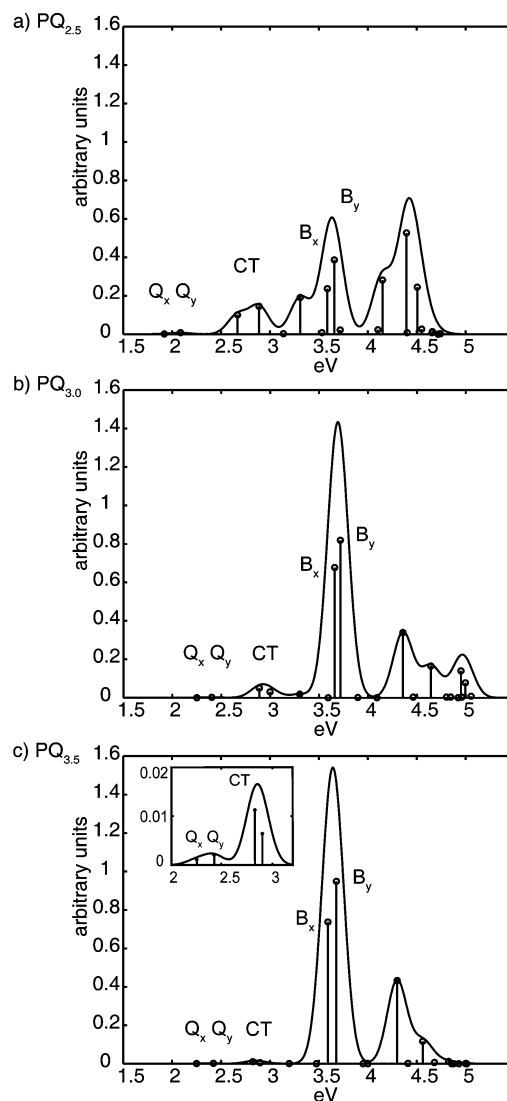 a) PQ2.5
1.6
1.4
1.2
1
0.8
0.6
0.4
0.2
0
arbitrary units
Qx Qy
CT
Bx
By
1.5 2 2.5 3 3.5 4 4.5 5
eV
b) PQ3.0
1.6
1.4
1.2
1
0.8
0.6
0.4
0.2
0
arbitrary units
Qx Qy
CT
Bx
By
1.5 2 2.5 3 3.5 4 4.5 5
eV
c) PQ3.5
1.6
1.4
1.2
1
0.8
0.6
0.4
0.2
0
arbitrary units
0.02
0.01
0
CT
Qx Qy
2 2.5 3
Bx
By
Qx Qy CT
1.5 2 2.5 3 3.5 4 4.5 5
eV